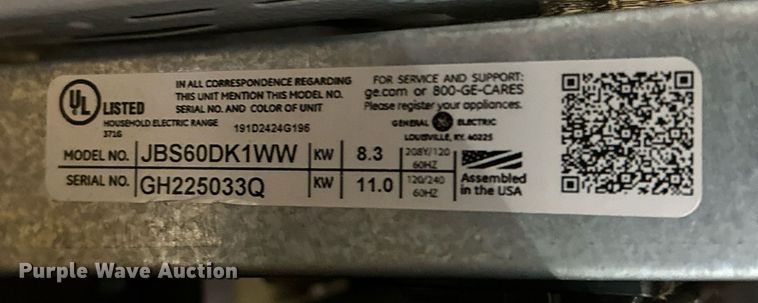 UL LISTED
HOUSEHOLD ELECTRIC RANGE
371G
IN ALL CORRESPONDENCE REGARDING
THIS UNIT MENTION THIS MODEL NO.
SERIAL NO. AND COLOR OF UNIT
191D2424G196
FOR SERVICE AND SUPPORT:
ge.com or 800-GE-CARES
Please register your appliances.
GENERAL GE ELECTRIC
LOUISVILLE, KY. 40225
MODEL NO. JBS60DK1WW KW 8.3 208Y/120 60HZ
SERIAL NO. GH225033Q KW 11.0 120/240 60HZ
Assembled
in the USA
Purple Wave Auction